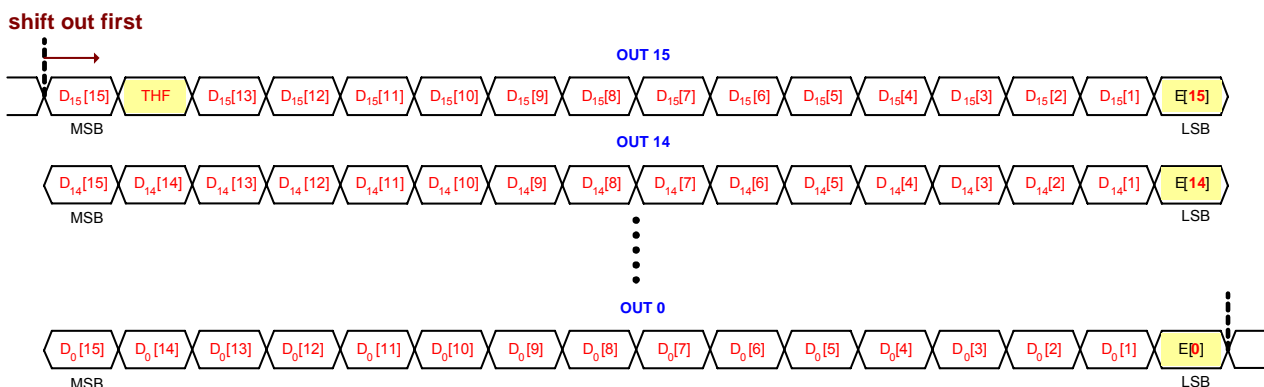 shift out first
OUT 15
D15[15] THF D15[13] D15[12] D15[11] D15[10] D15[9] D15[8] D15[7] D15[6] D15[5] D15[4] D15[3] D15[2] D15[1] E[15]
MSB LSB
OUT 14
D14[15] D14[14] D14[13] D14[12] D14[11] D14[10] D14[9] D14[8] D14[7] D14[6] D14[5] D14[4] D14[3] D14[2] D14[1] E[14]
MSB LSB
OUT 0
D0[15] D0[14] D0[13] D0[12] D0[11] D0[10] D0[9] D0[8] D0[7] D0[6] D0[5] D0[4] D0[3] D0[2] D0[1] E[0]
MSB LSB